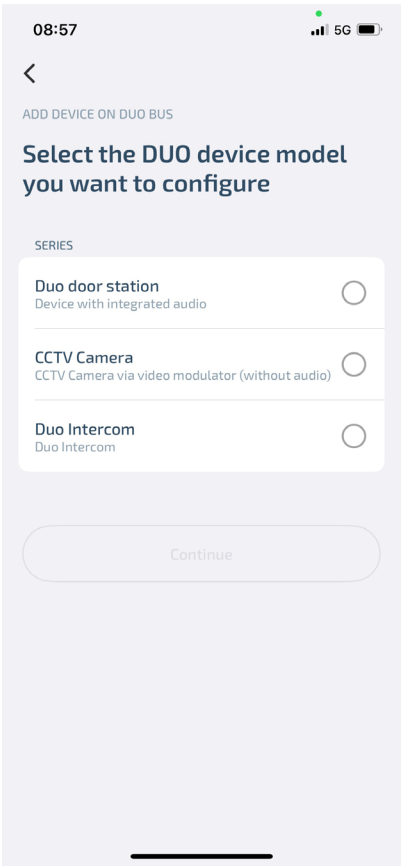 08:57
5G
ADD DEVICE ON DUO BUS
Select the DUO device model
you want to configure
SERIES
Duo door station
Device with integrated audio
CCTV Camera
CCTV Camera via video modulator (without audio)
Duo Intercom
Duo Intercom
Continue